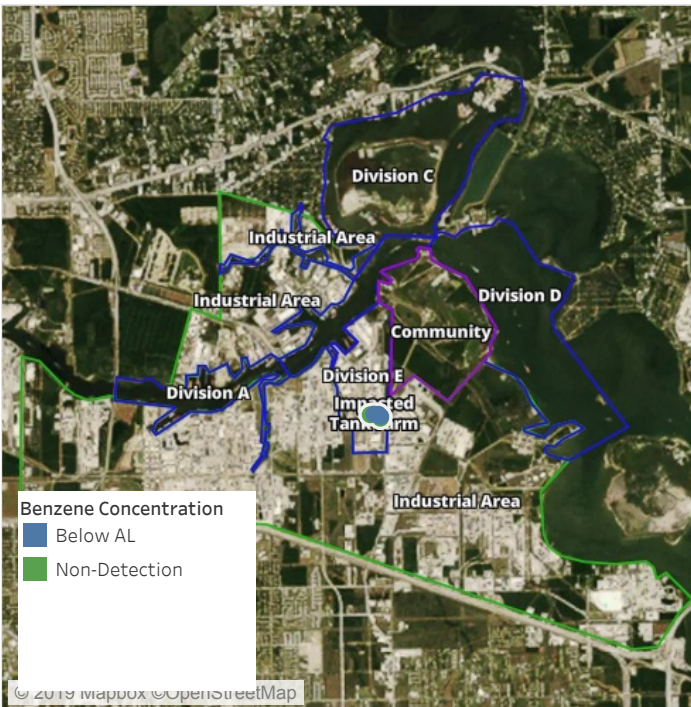 Division C
Industrial Area
Division D
Industrial Area
Community
Division E
Division A
Impacted
Tank Farm
Industrial Area
Benzene Concentration
Below AL
Non-Detection
© 2019 Mapbox ©OpenStreetMap